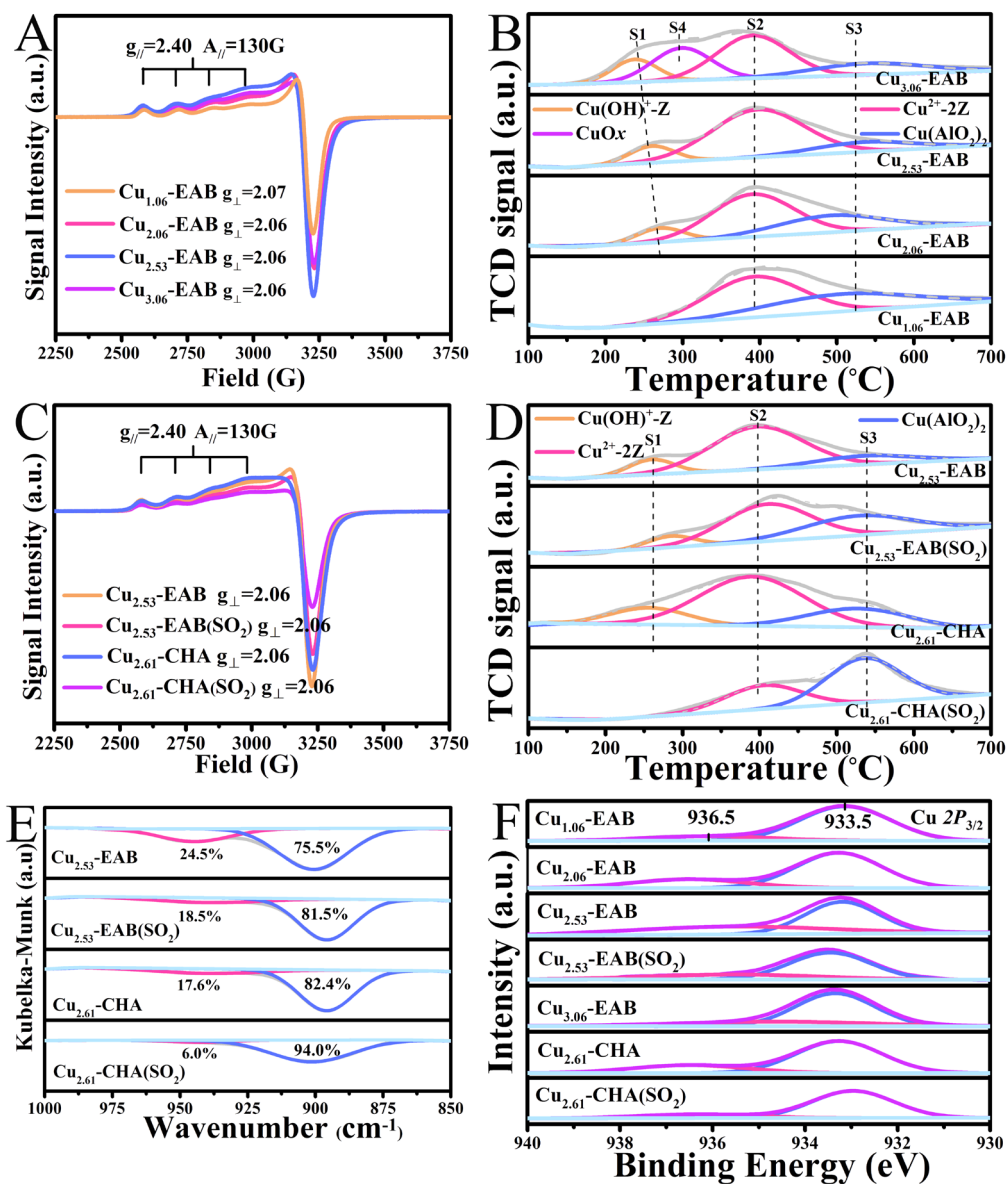 A
g//=2.40 A//=130G
Cu1.06-EAB g⊥=2.07
Cu2.06-EAB g⊥=2.06
Cu2.53-EAB g⊥=2.06
Cu3.06-EAB g⊥=2.06
Signal Intensity (a.u.)
2250 2500 2750 3000 3250 3500 3750
Field (G)
B
S1 S4 S2 S3
Cu3.06-EAB
Cu(OH)+-Z Cu2+-2Z
CuOx Cu(AlO2)2
Cu2.53-EAB
Cu2.06-EAB
Cu1.06-EAB
TCD signal (a.u.)
100 200 300 400 500 600 700
Temperature (°C)
C
g//=2.40 A//=130G
Cu2.53-EAB g⊥=2.06
Cu2.53-EAB(SO2) g⊥=2.06
Cu2.61-CHA g⊥=2.06
Cu2.61-CHA(SO2) g⊥=2.06
Signal Intensity (a.u.)
2250 2500 2750 3000 3250 3500 3750
Field (G)
D
Cu(OH)+-Z S2 Cu(AlO2)2
Cu2+-2Z S1 S3
Cu2.53-EAB
Cu2.53-EAB(SO2)
Cu2.61-CHA
Cu2.61-CHA(SO2)
TCD signal (a.u.)
100 200 300 400 500 600 700
Temperature (°C)
E
Cu2.53-EAB 24.5% 75.5%
Cu2.53-EAB(SO2) 18.5% 81.5%
Cu2.61-CHA 17.6% 82.4%
Cu2.61-CHA(SO2) 6.0% 94.0%
Kubelka-Munk (a.u)
1000 975 950 925 900 875 850
Wavenumber (cm-1)
F
Cu1.06-EAB 936.5 933.5 Cu 2P3/2
Cu2.06-EAB
Cu2.53-EAB
Cu2.53-EAB(SO2)
Cu3.06-EAB
Cu2.61-CHA
Cu2.61-CHA(SO2)
Intensity (a.u.)
940 938 936 934 932 930
Binding Energy (eV)